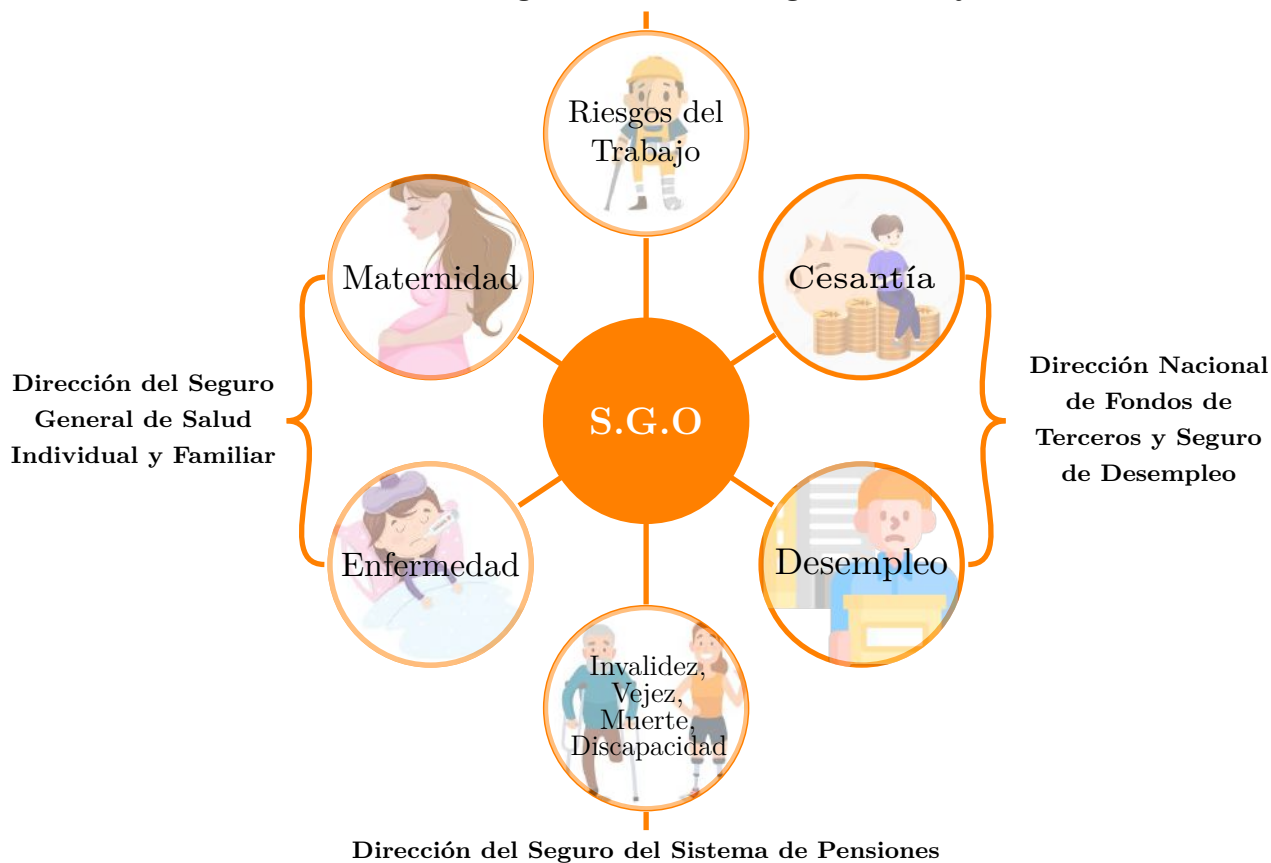 Riesgos del
Trabajo
Maternidad
Cesantía
Dirección del Seguro
General de Salud
Individual y Familiar
S.G.O
Dirección Nacional
de Fondos de
Terceros y Seguro
de Desempleo
Enfermedad
Desempleo
Invalidez,
Vejez,
Muerte,
Discapacidad
Dirección del Seguro del Sistema de Pensiones